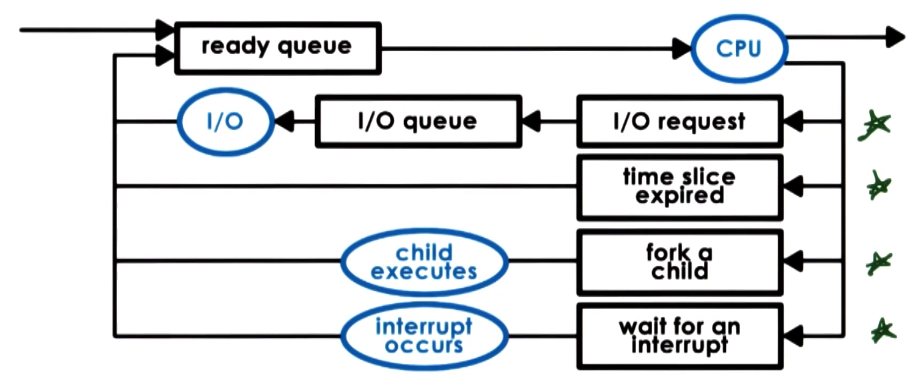 ready queue
CPU
I/O
I/O queue
I/O request
time slice
expired
child
executes
fork a
child
interrupt
occurs
wait for an
interrupt